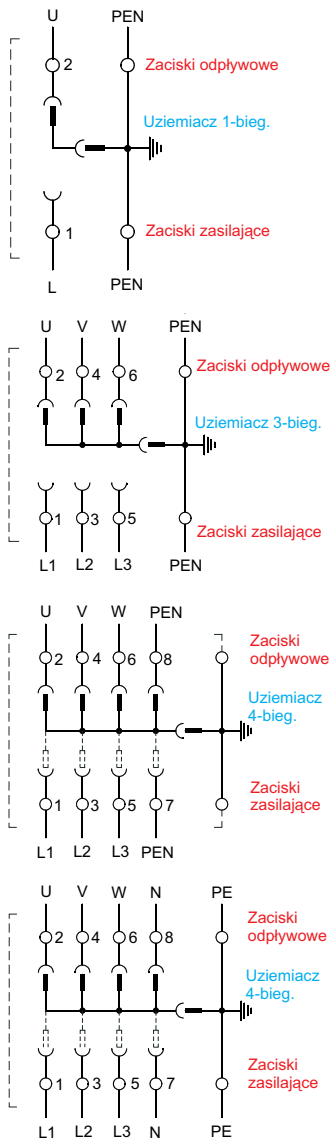 U PEN
2 Zaciski odpływowe
Uziemiacz 1-bieg.
1 Zaciski zasilające
L PEN
U V W PEN
2 4 6 Zaciski odpływowe
Uziemiacz 3-bieg.
1 3 5 Zaciski zasilające
L1 L2 L3 PEN
U V W PEN
2 4 6 8 Zaciski
odpływowe
Uziemiacz
4-bieg.
Zaciski
1 3 5 7 zasilające
L1 L2 L3 PEN
U V W N PE
2 4 6 8 Zaciski
odpływowe
Uziemiacz
4-bieg.
Zaciski
1 3 5 7 zasilające
L1 L2 L3 N PE